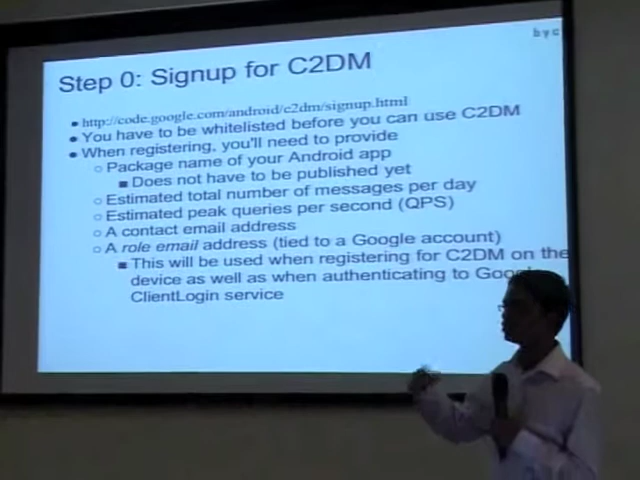 byc
Step 0: Signup for C2DM
http://code.google.com/android/c2dm/signup.html
You have to be whitelisted before you can use C2DM
When registering, you'll need to provide
Package name of your Android app
Does not have to be published yet
Estimated total number of messages per day
Estimated peak queries per second (QPS)
A contact email address
A role email address (tied to a Google account)
This will be used when registering for C2DM on the
device as well as when authenticating to Goo
ClientLogin service